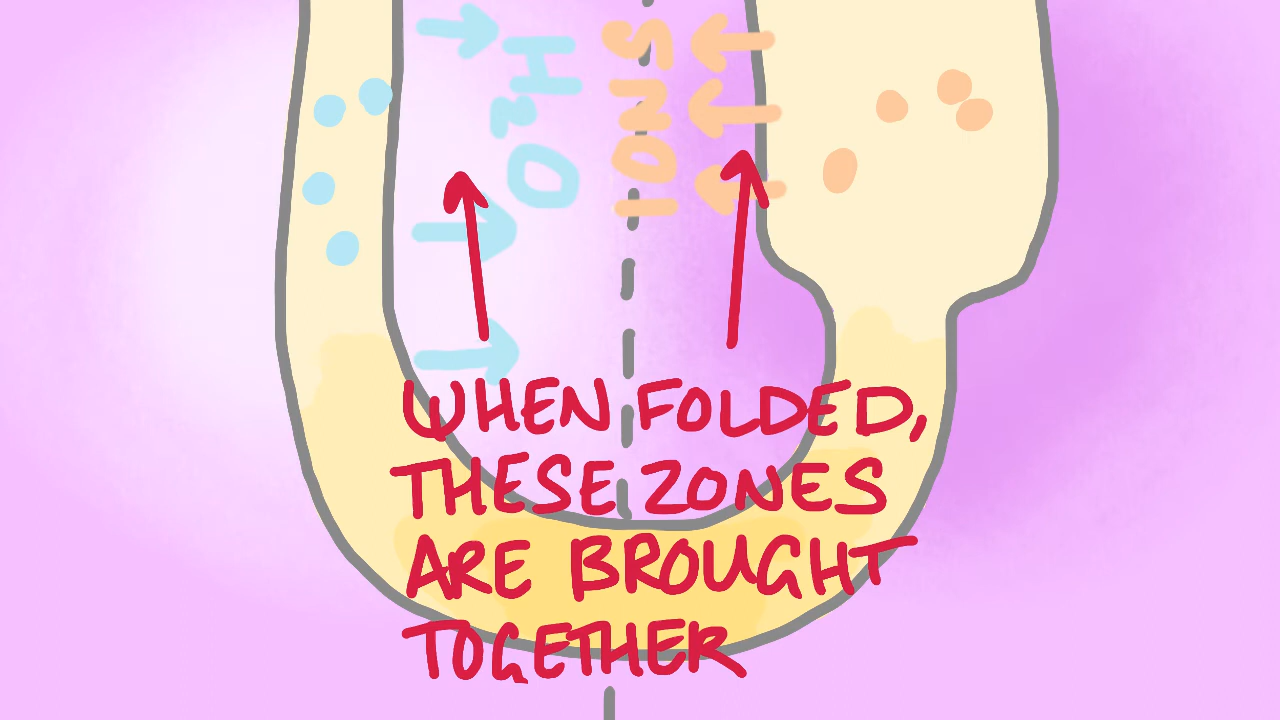 H2O
IONS
WHEN FOLDED,
THESE ZONES
ARE BROUGHT
TOGETHER